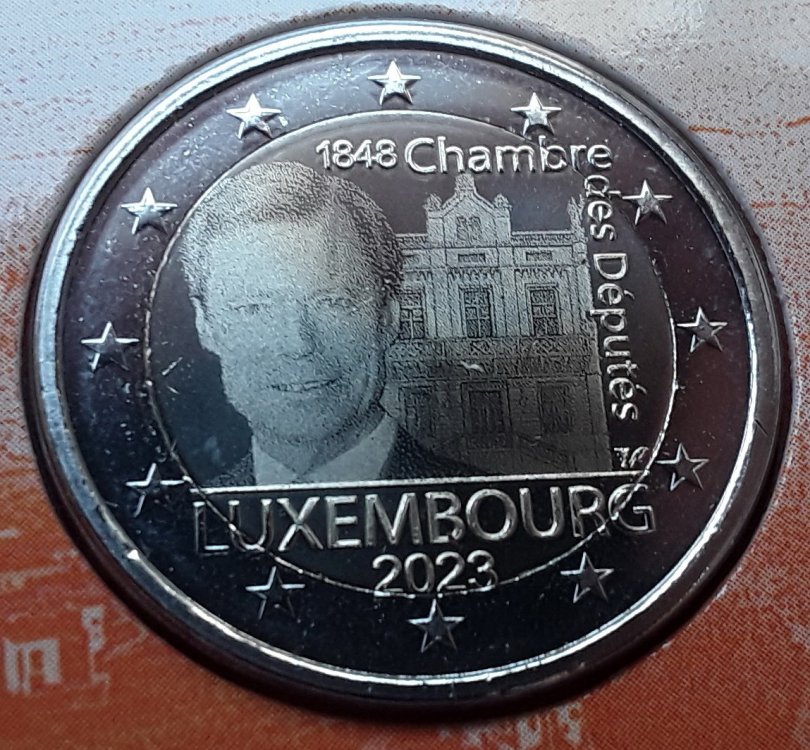 1848 Chambre
des Députés
LUXEMBOURG
2023